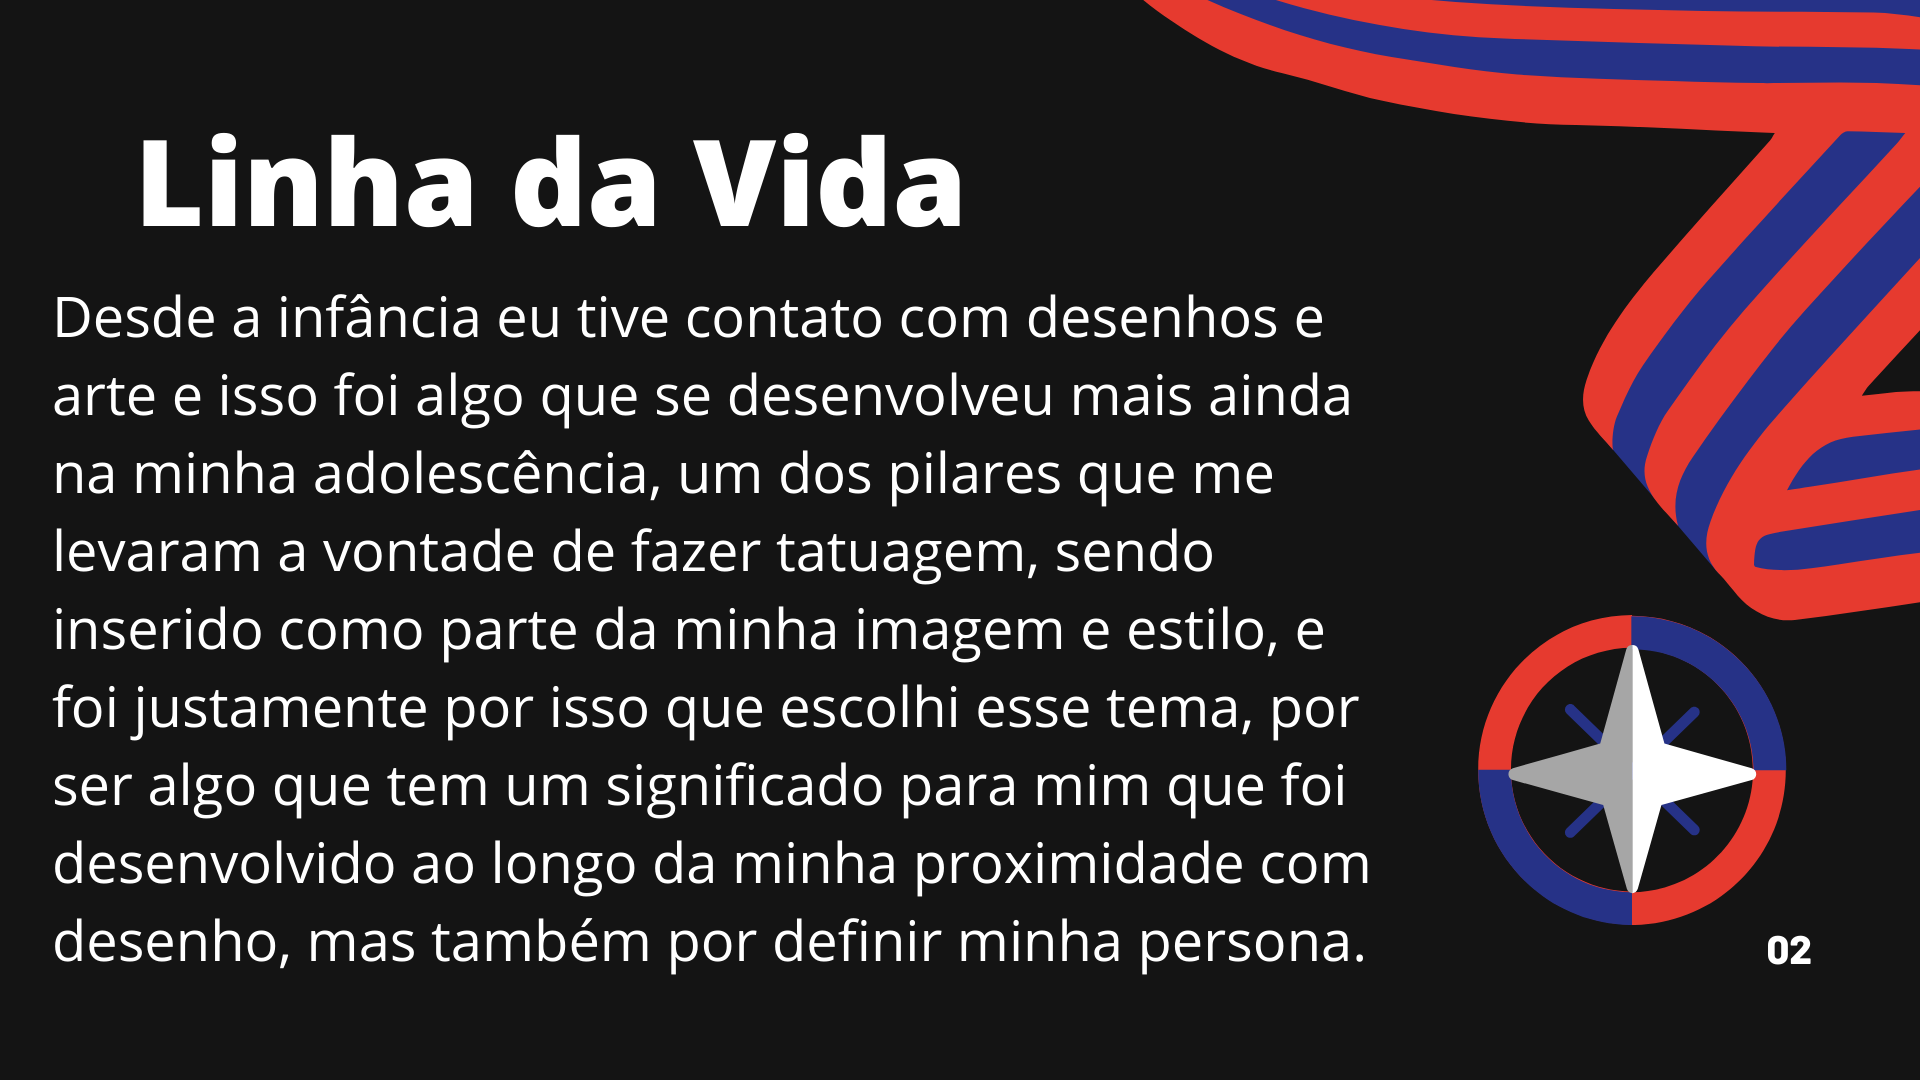 Linha da Vida
Desde a infância eu tive contato com desenhos e
arte e isso foi algo que se desenvolveu mais ainda
na minha adolescência, um dos pilares que me
levaram a vontade de fazer tatuagem, sendo
inserido como parte da minha imagem e estilo, e
foi justamente por isso que escolhi esse tema, por
ser algo que tem um significado para mim que foi
desenvolvido ao longo da minha proximidade com
desenho, mas também por definir minha persona.
02